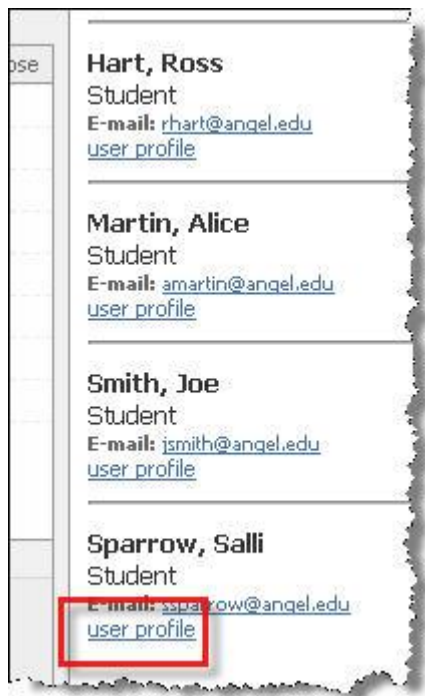 ose
Hart, Ross
Student
E-mail: rhart@angel.edu
user profile
Martin, Alice
Student
E-mail: amartin@angel.edu
user profile
Smith, Joe
Student
E-mail: jsmith@angel.edu
user profile
Sparrow, Salli
Student
E-mail: ssparrow@angel.edu
user profile